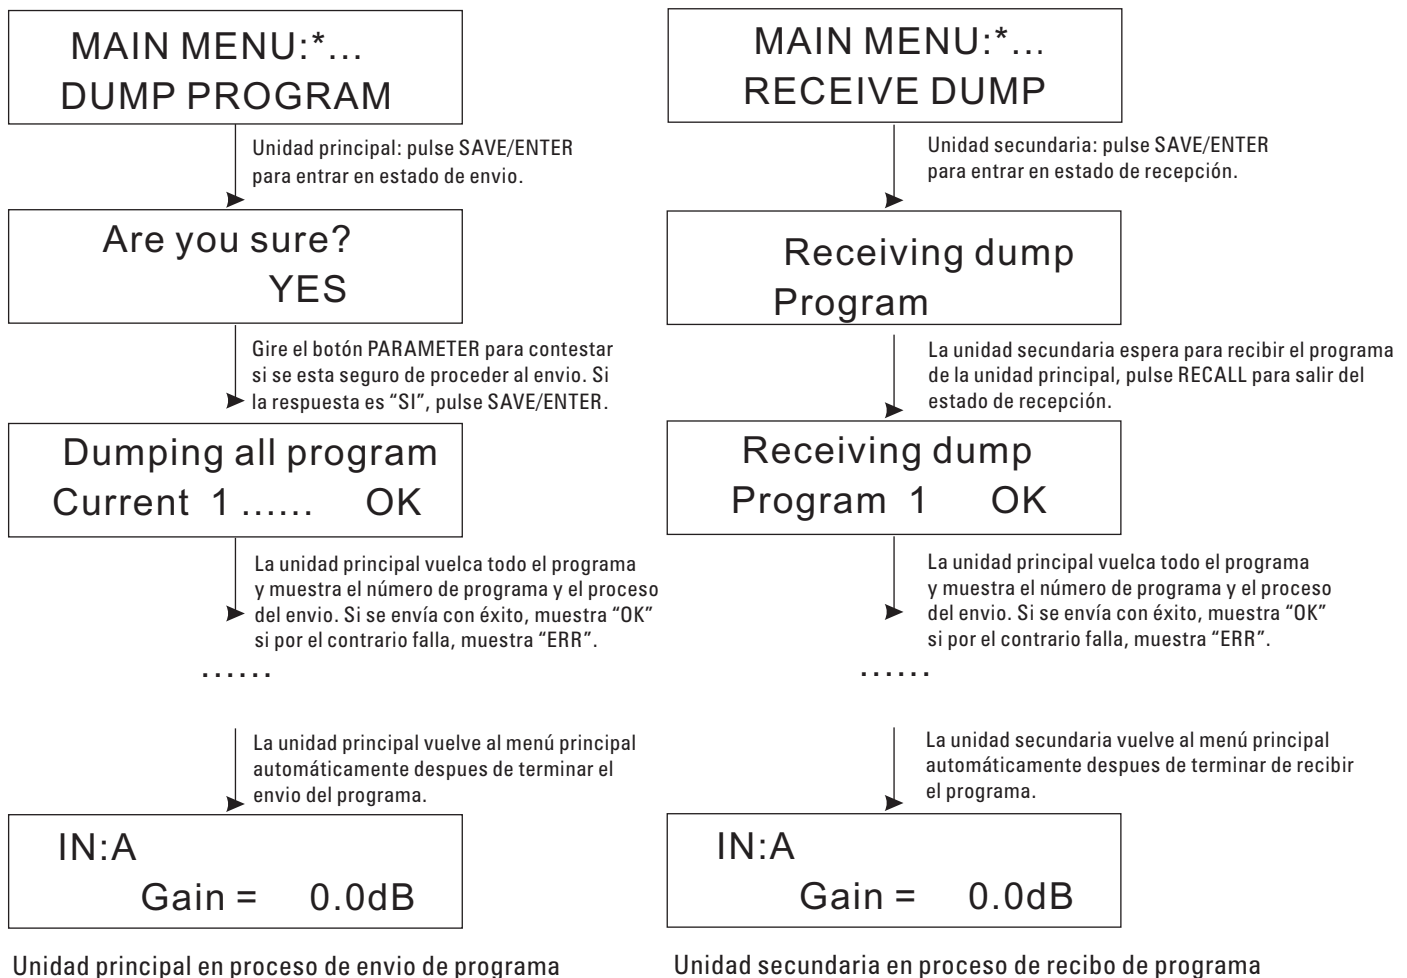 MAIN MENU:*...
DUMP PROGRAM
Unidad principal: pulse SAVE/ENTER
para entrar en estado de envio.
Are you sure?
YES
Gire el botón PARAMETER para contestar
si se esta seguro de proceder al envio. Si
la respuesta es “SI”, pulse SAVE/ENTER.
Dumping all program
Current 1 ...... OK
La unidad principal vuelca todo el programa
y muestra el número de programa y el proceso
del envio. Si se envía con éxito, muestra “OK”
si por el contrario falla, muestra “ERR”.
......
La unidad principal vuelve al menú principal
automáticamente despues de terminar el
envio del programa.
IN:A
Gain = 0.0dB
Unidad principal en proceso de envio de programa
MAIN MENU:*...
RECEIVE DUMP
Unidad secundaria: pulse SAVE/ENTER
para entrar en estado de recepción.
Receiving dump
Program
La unidad secundaria espera para recibir el programa
de la unidad principal, pulse RECALL para salir del
estado de recepción.
Receiving dump
Program 1 OK
La unidad principal vuelca todo el programa
y muestra el número de programa y el proceso
del envio. Si se envía con éxito, muestra “OK”
si por el contrario falla, muestra “ERR”.
......
La unidad secundaria vuelve al menú principal
automáticamente despues de terminar de recibir
el programa.
IN:A
Gain = 0.0dB
Unidad secundaria en proceso de recibo de programa